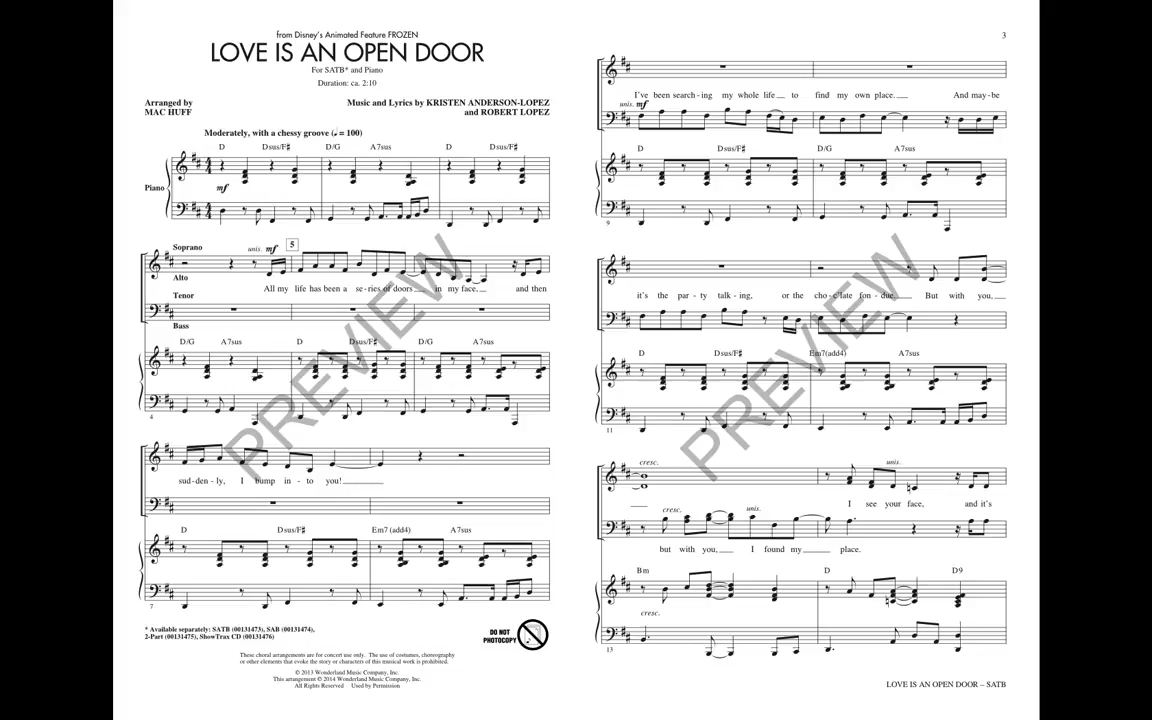 from Disney's Animated Feature FROZEN
LOVE IS AN OPEN DOOR
For SATB* and Piano
Duration: ca. 2:10
Arranged by
MAC HUFF
Music and Lyrics by KRISTEN ANDERSON-LOPEZ
and ROBERT LOPEZ
Moderately, with a chessy groove (♩ = 100)
D Dsus/F♯ D/G A7sus D Dsus/F♯
Piano
mf
Soprano
unis. mf 5
Alto
All my life has been a se - ries of doors in my face, and then
Tenor
Bass
D/G A7sus D Dsus/F♯ D/G A7sus
4
sud - den - ly, I bump in - to you!
D Dsus/F♯ Em7(add4) A7sus
7
* Available separately: SATB (00131473), SAB (00131474),
2-Part (00131475), ShowTrax CD (00131476)
DO NOT
PHOTOCOPY
These choral arrangements are for concert use only. The use of costumes, choreography
or other elements that evoke the story or characters of this musical work is prohibited.
© 2013 Wonderland Music Company, Inc.
This arrangement © 2014 Wonderland Music Company, Inc.
All Rights Reserved Used by Permission
PREVIEW
3
I've been search - ing my whole life to find my own place. And may - be
unis. mf
D Dsus/F♯ D/G A7sus
9
it's the par - ty talk - ing, or the cho - c'late fon - due. But with you,
D Dsus/F♯ Em7(add4) A7sus
11
cresc. unis.
I see your face, and it's
cresc. unis.
but with you, I found my place.
Bm D D9
cresc.
13
LOVE IS AN OPEN DOOR – SATB
PREVIEW